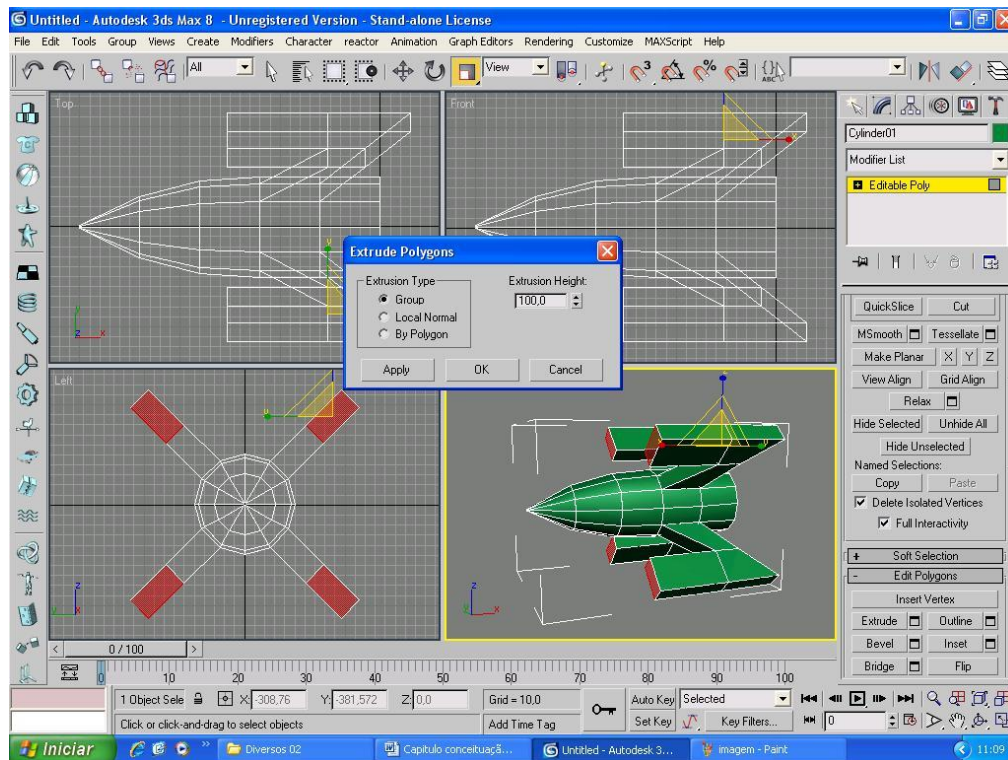 Untitled - Autodesk 3ds Max 8 - Unregistered Version - Stand-alone License
File Edit Tools Group Views Create Modifiers Character reactor Animation Graph Editors Rendering Customize MAXScript Help
All View ABC
Top
Front
Left
Cylinder01
Modifier List
Editable Poly
Extrude Polygons
Extrusion Type
Group
Local Normal
By Polygon
Extrusion Height:
100,0
Apply OK Cancel
QuickSlice Cut
MSmooth Tessellate
Make Planar X Y Z
View Align Grid Align
Relax
Hide Selected Unhide All
Hide Unselected
Named Selections:
Copy Paste
Delete Isolated Vertices
Full Interactivity
+ Soft Selection
- Edit Polygons
Insert Vertex
Extrude Outline
Bevel Inset
Bridge Flip
y
z x
z
y x
< 0 / 100 >
0 10 20 30 40 50 60 70 80 90 100
1 Object Sele X: -308,76 Y: -381,572 Z: 0,0 Grid = 10,0 Auto Key Selected
Click or click-and-drag to select objects Add Time Tag Set Key Key Filters... 0
Iniciar Diversos 02 Capitulo conceituaçã... Untitled - Autodesk 3... imagem - Paint 11:09